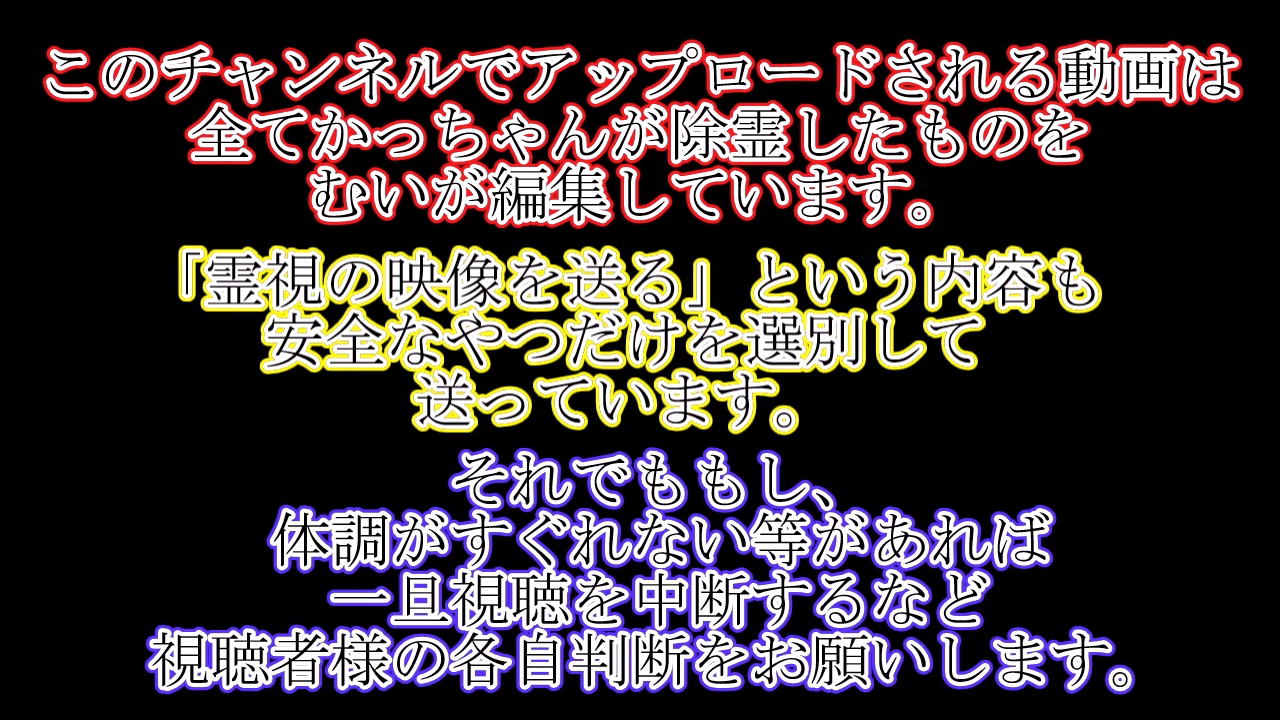 このチャンネルでアップロードされる動画は
全てかっちゃんが除霊したものを
むいが編集しています。
「霊視の映像を送る」という内容も
安全なやつだけを選別して
送っています。
それでももし、
体調がすぐれない等があれば
一旦視聴を中断するなど
視聴者様の各自判断をお願いします。